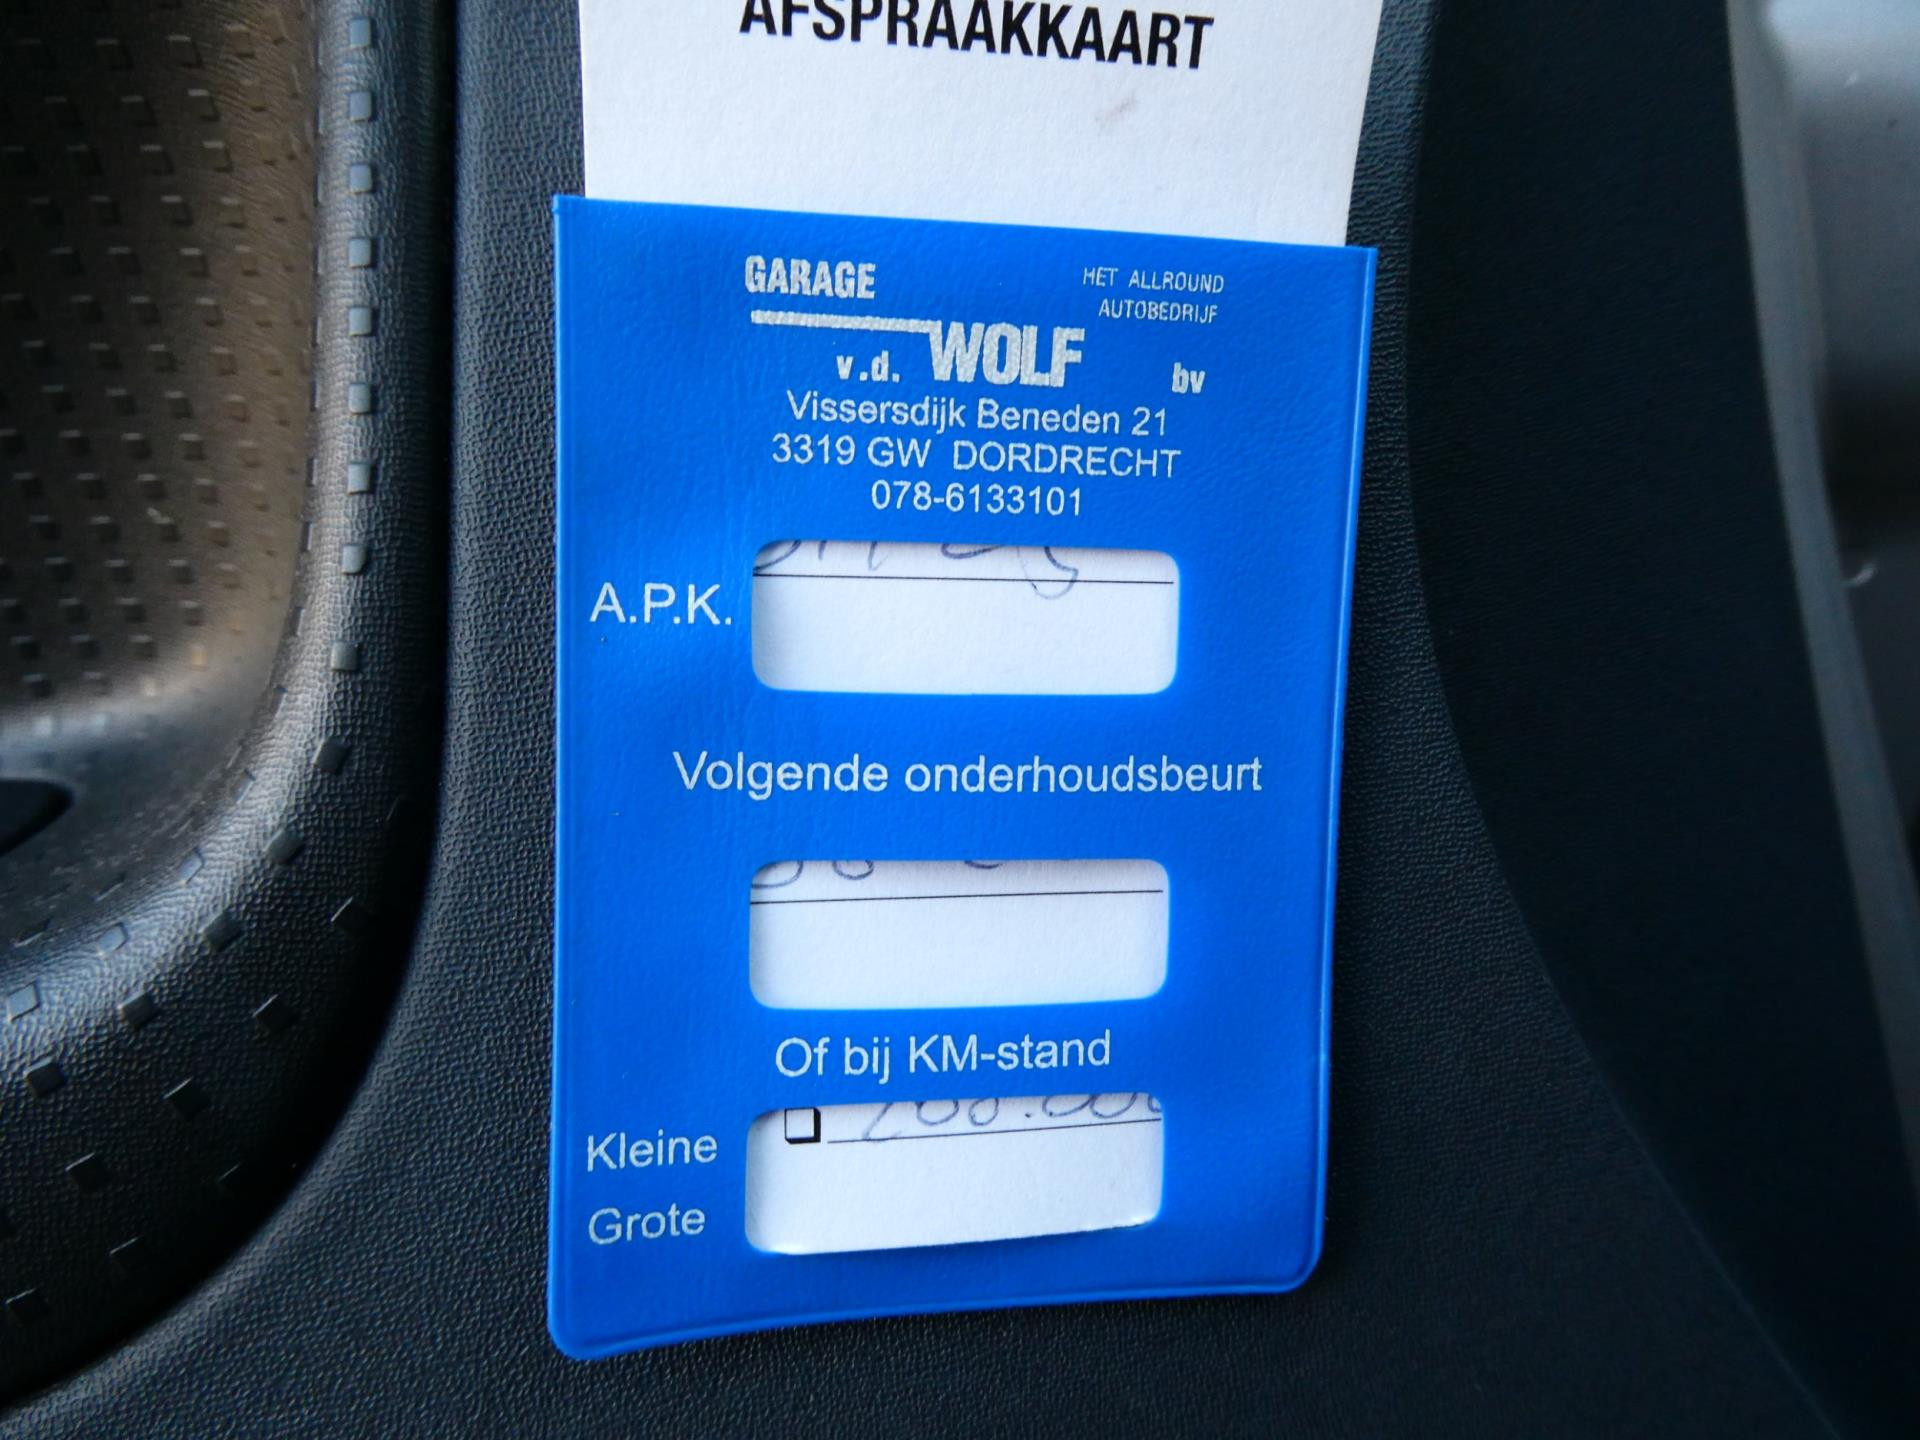 AFSPRAAKKAART
GARAGE
HET ALLROUND
AUTOBEDRIJF
v.d. WOLF bv
Vissersdijk Beneden 21
3319 GW DORDRECHT
078-6133101
A.P.K.
Volgende onderhoudsbeurt
Of bij KM-stand
Kleine
Grote